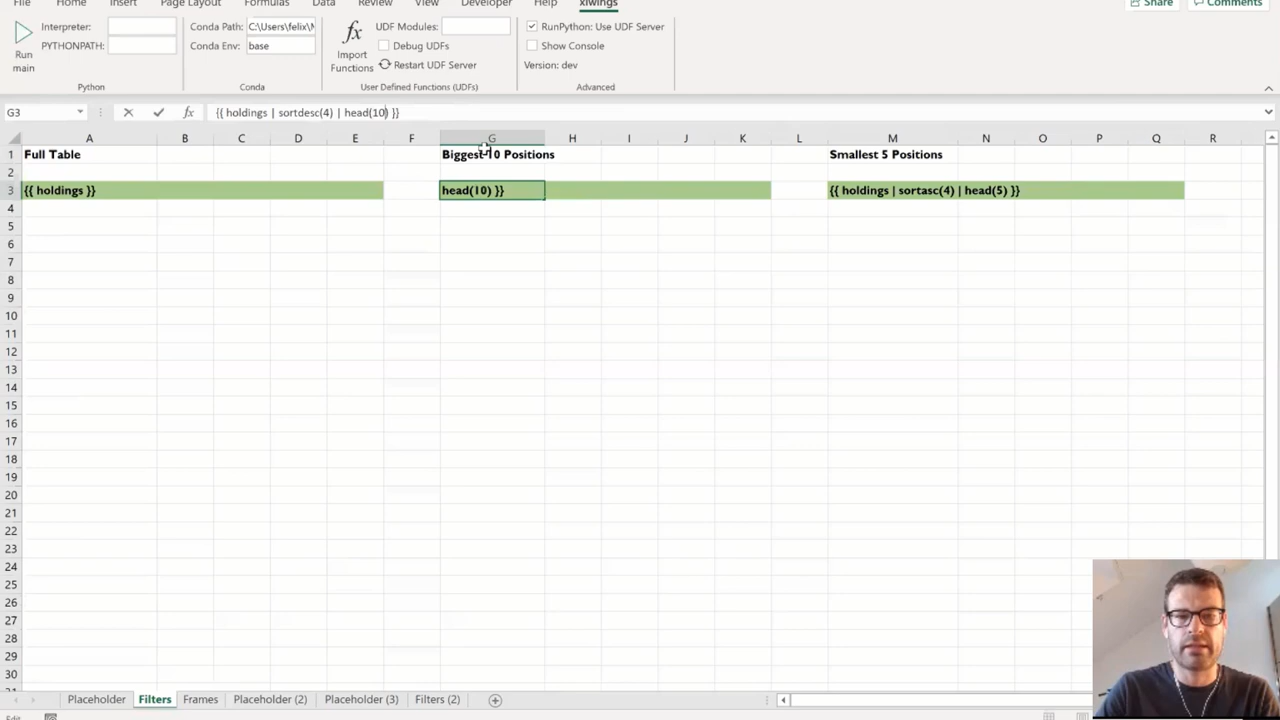 File Home Insert Page Layout Formulas Data Review View Developer Help xlwings Share Comments
Interpreter: Conda Path: C:\Users\felix\M UDF Modules: RunPython: Use UDF Server
PYTHONPATH: Conda Env: base Debug UDFs Show Console
Run main Import Functions Restart UDF Server Version: dev
Python Conda User Defined Functions (UDFs) Advanced
G3 fx {{ holdings | sortdesc(4) | head(10) }}
A B C D E F G H I J K L M N O P Q R
1 Full Table Biggest 10 Positions Smallest 5 Positions
2
3 {{ holdings }} head(10) }} {{ holdings | sortasc(4) | head(5) }}
4
5
6
7
8
9
10
11
12
13
14
15
16
17
18
19
20
21
22
23
24
25
26
27
28
29
30
Placeholder Filters Frames Placeholder (2) Placeholder (3) Filters (2)
Edit